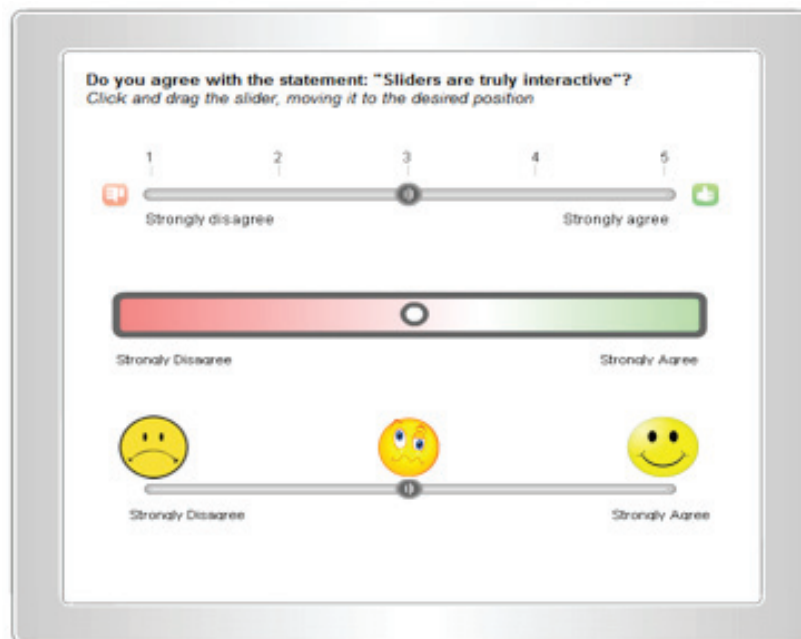 Do you agree with the statement: "Sliders are truly interactive"?
Click and drag the slider, moving it to the desired position
1 2 3 4 5
Strongly disagree Strongly agree
Strongly Disagree Strongly Agree
Strongly Disagree Strongly Agree